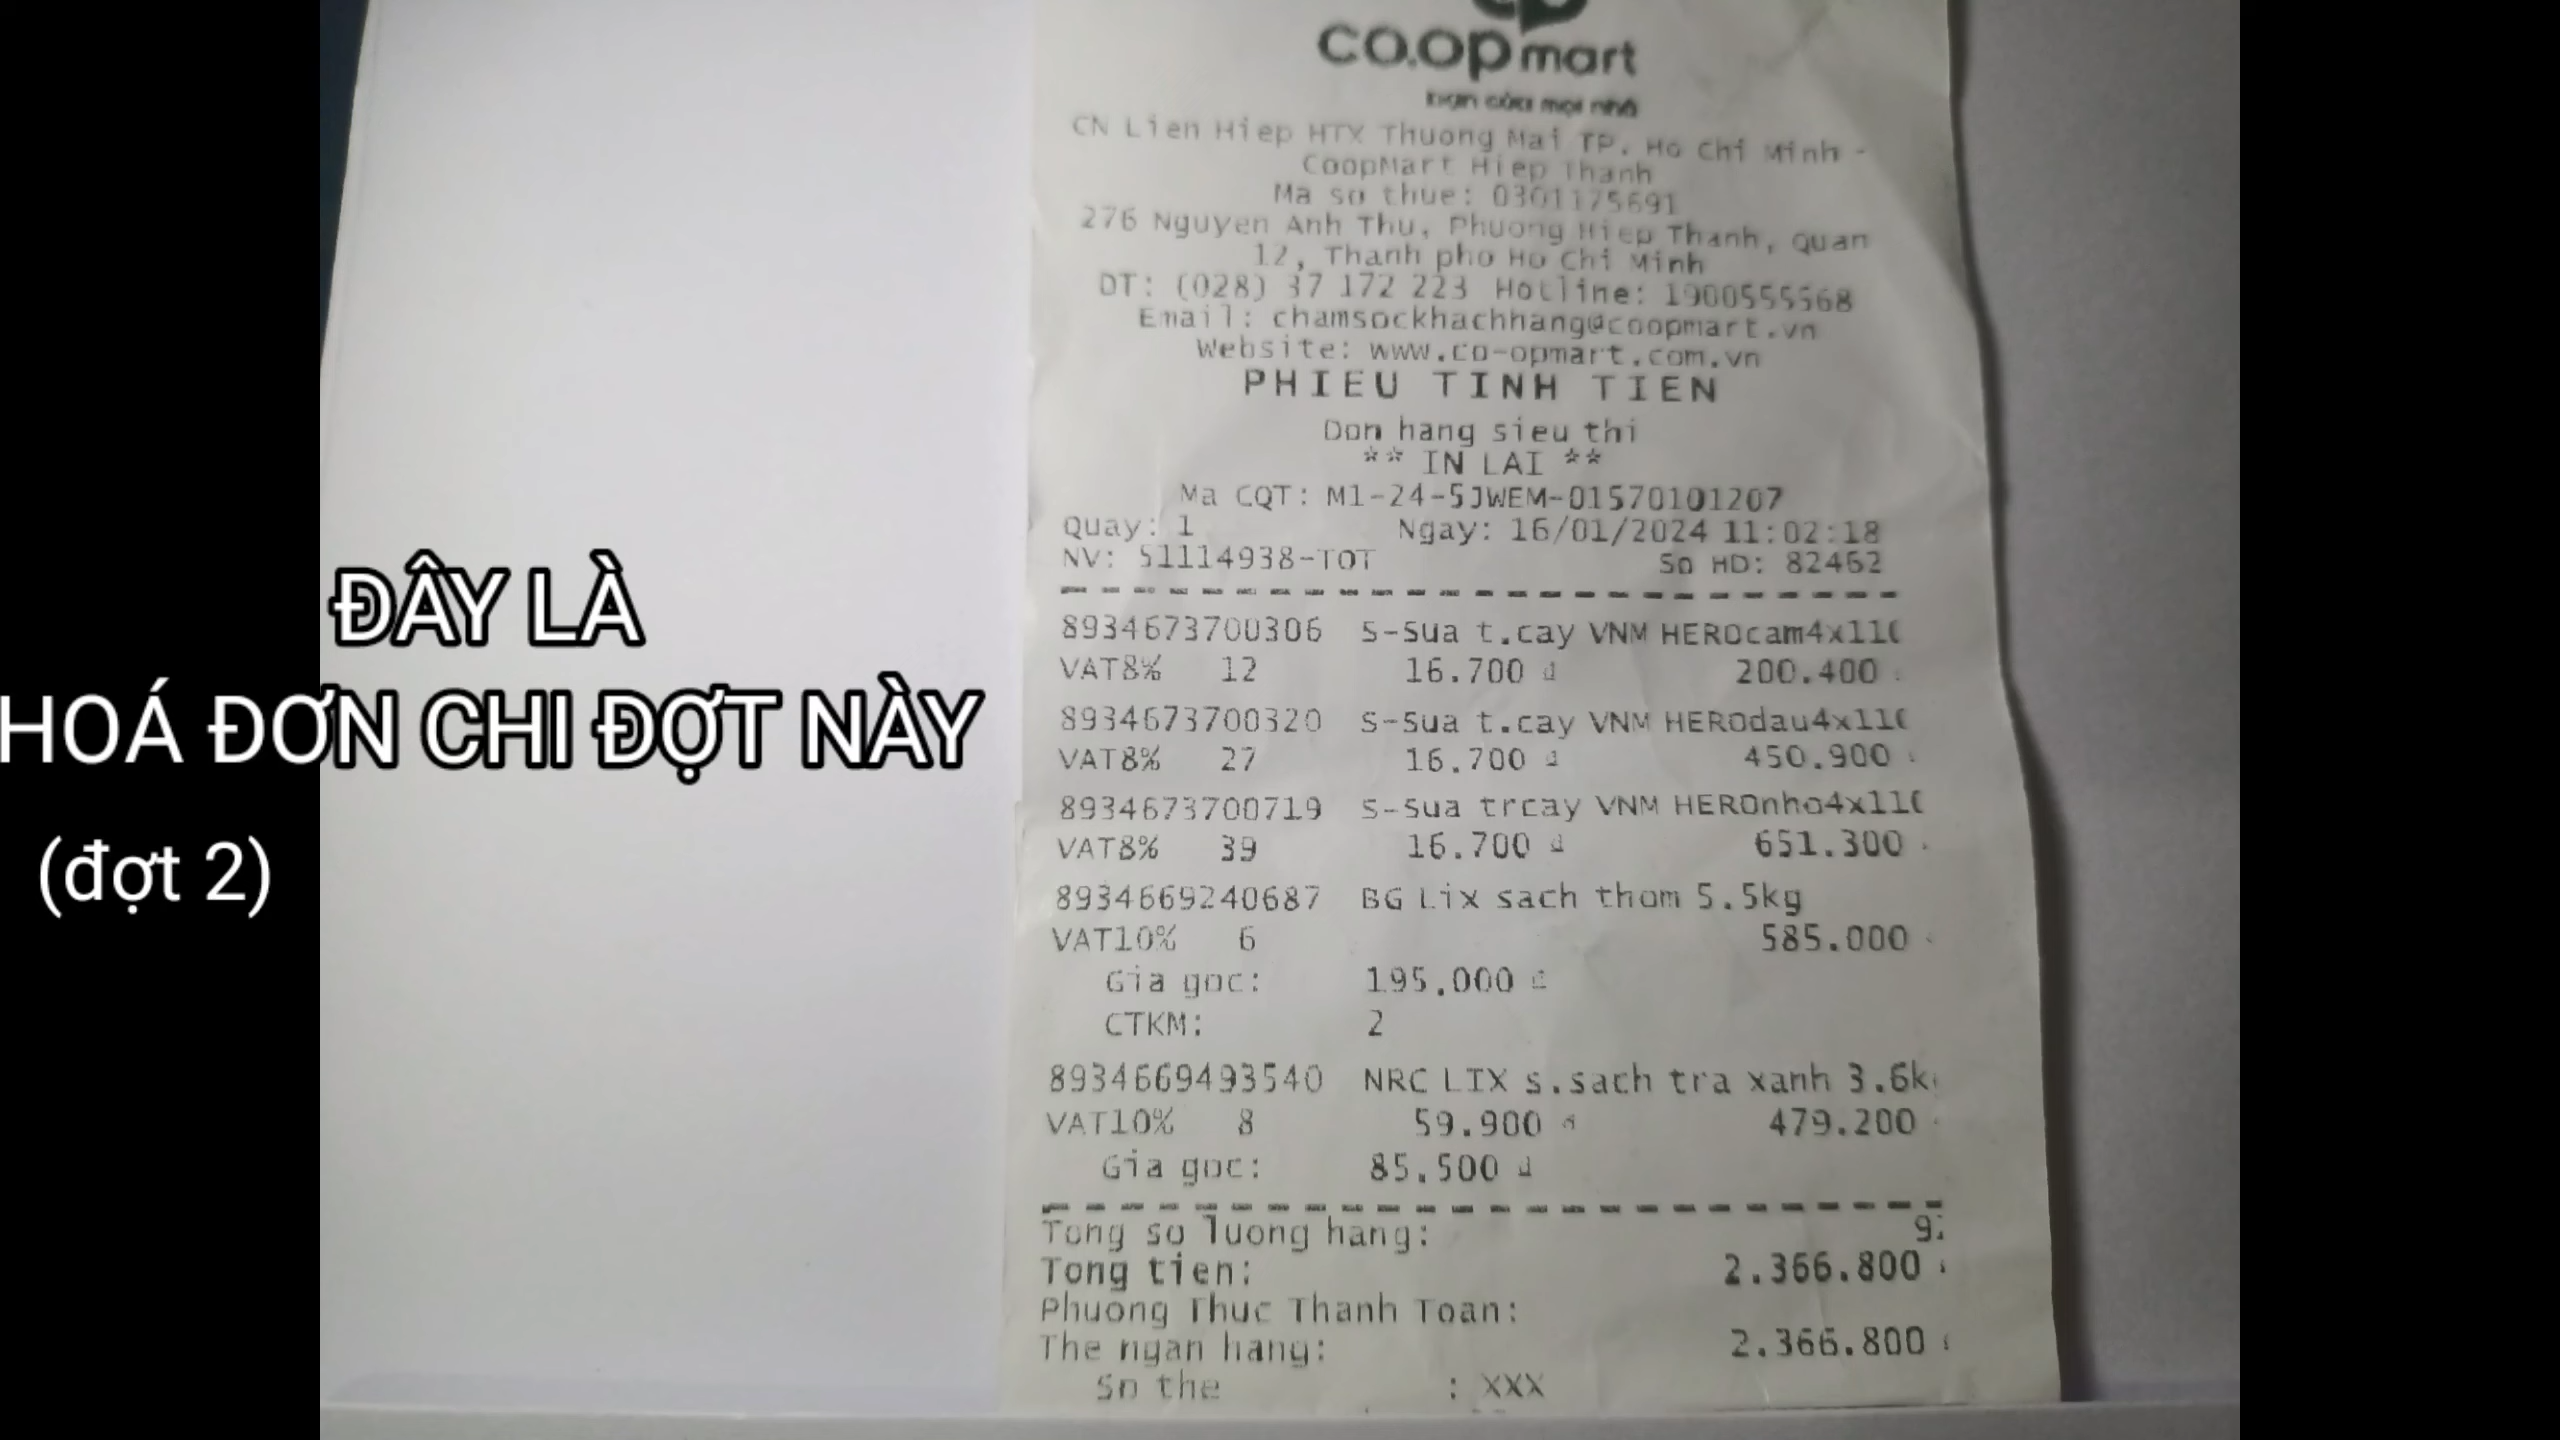 CO.OP mart
bạn của mọi nhà
CN Lien Hiep HTX Thuong Mai TP. Ho Chi Minh -
CoopMart Hiep Thanh
Ma so thue: 0301175691
276 Nguyen Anh Thu, Phuong Hiep Thanh, Quan
12, Thanh pho Ho Chi Minh
DT: (028) 37 172 223 Hotline: 1900555568
Email: chamsockhachhang@coopmart.vn
Website: www.co-opmart.com.vn
PHIEU TINH TIEN
Don hang sieu thi
** IN LAI **
Ma CQT: M1-24-5JWEM-01570101207
Quay: 1 Ngay: 16/01/2024 11:02:18
NV: 51114938-TOT So HD: 82462
8934673700306 S-Sua t.cay VNM HEROcam4x110
VAT8% 12 16.700 đ 200.400
8934673700320 S-Sua t.cay VNM HEROdau4x110
VAT8% 27 16.700 đ 450.900
8934673700719 S-Sua trcay VNM HEROnho4x110
VAT8% 39 16.700 đ 651.300
8934669240687 BG Lix sach thom 5.5kg
VAT10% 6 585.000
Gia goc: 195.000 đ
CTKM: 2
8934669493540 NRC LIX s.sach tra xanh 3.6k
VAT10% 8 59.900 đ 479.200
Gia goc: 85.500 đ
Tong so luong hang:
Tong tien: 2.366.800
Phuong Thuc Thanh Toan:
The ngan hang: 2.366.800
So the : XXX
ĐÂY LÀ
HOÁ ĐƠN CHI ĐỢT NÀY
(đợt 2)